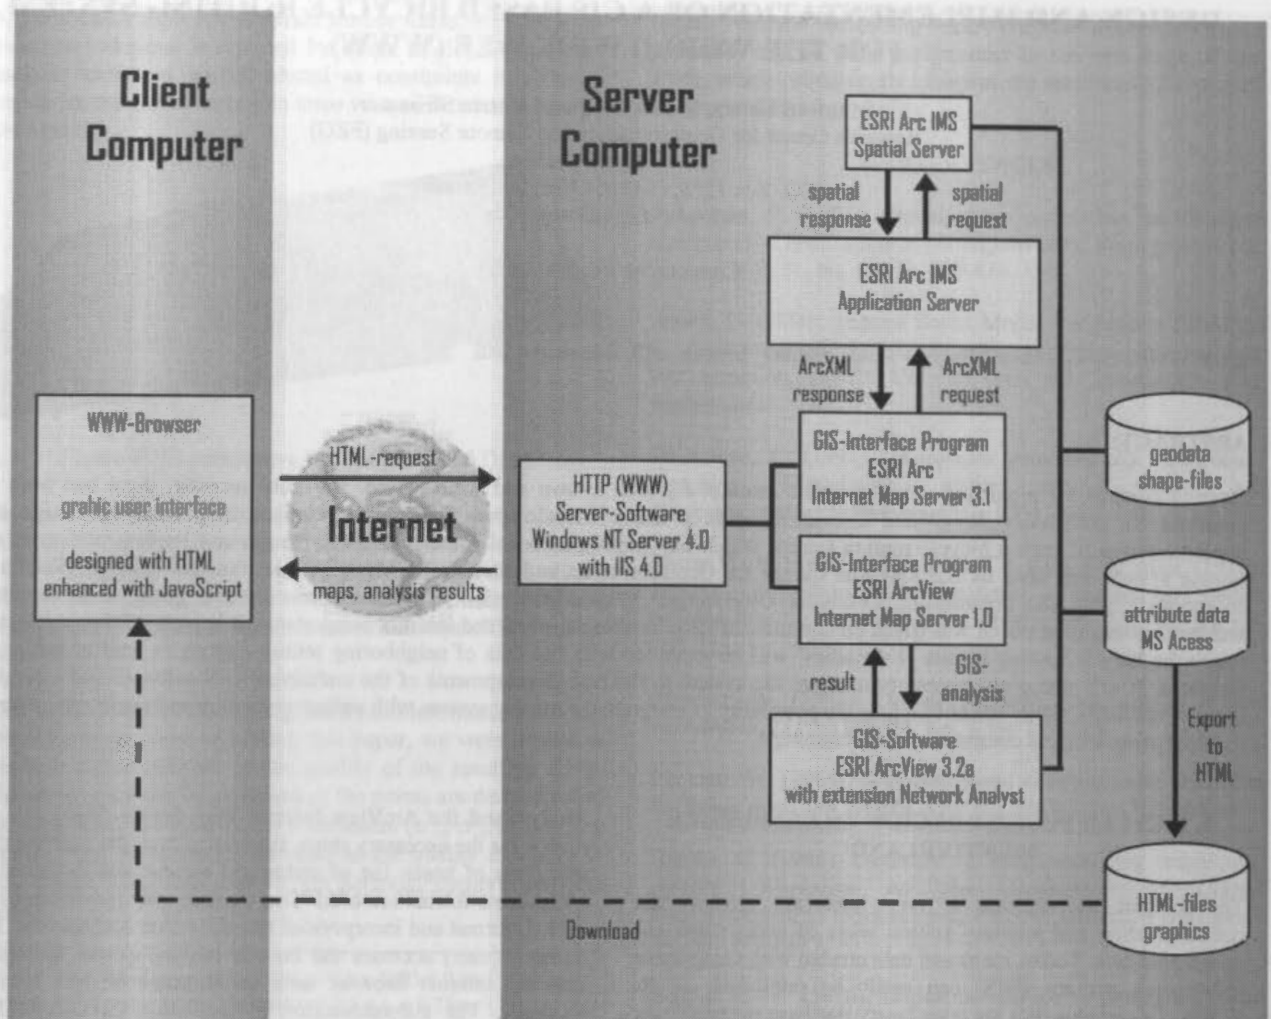 Client
Computer
Server
Computer
ESRI Arc IMS
Spatial Server
spatial
response
spatial
request
ESRI Arc IMS
Application Server
ArcXML
response
ArcXML
request
WWW-Browser
grahic user interface
designed with HTML
enhanced with JavaScript
HTML-request
Internet
maps, analysis results
HTTP (WWW)
Server-Software
Windows NT Server 4.0
with IIS 4.0
GIS-Interface Program
ESRI Arc
Internet Map Server 3.1
GIS-Interface Program
ESRI ArcView
Internet Map Server 1.0
geodata
shape-files
attribute data
MS Acess
result
GIS-
analysis
GIS-Software
ESRI ArcView 3.2a
with extension Network Analyst
Export
to
HTML
HTML-files
graphics
Download